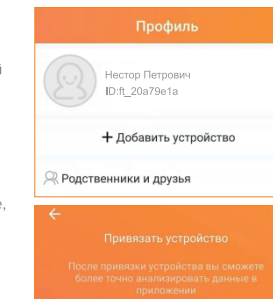 Профиль
й
Нестор Петрович
ID:ft_20a79e1a
+ Добавить устройство
Родственники и друзья
е,
Привязать устройство
После привязки устройства вы сможете
более точно анализировать данные в
приложении